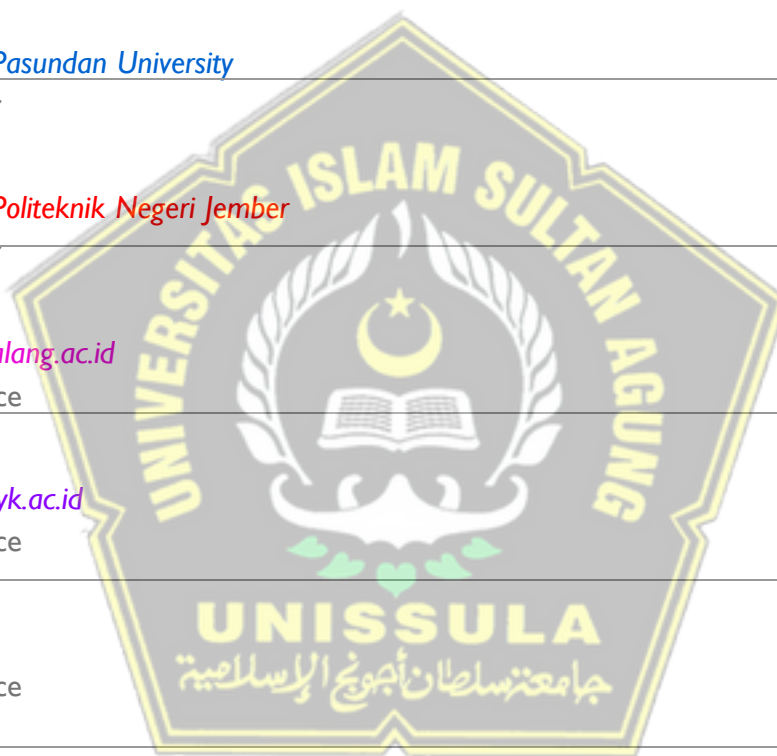 Pasundan University
Politeknik Negeri Jember
UNIVERSITAS ISLAM SULTAN AGUNG
lang.ac.id
ce
yk.ac.id
ce
UNISSULA
جامعة سلطان أجونج الإسلامية
ce